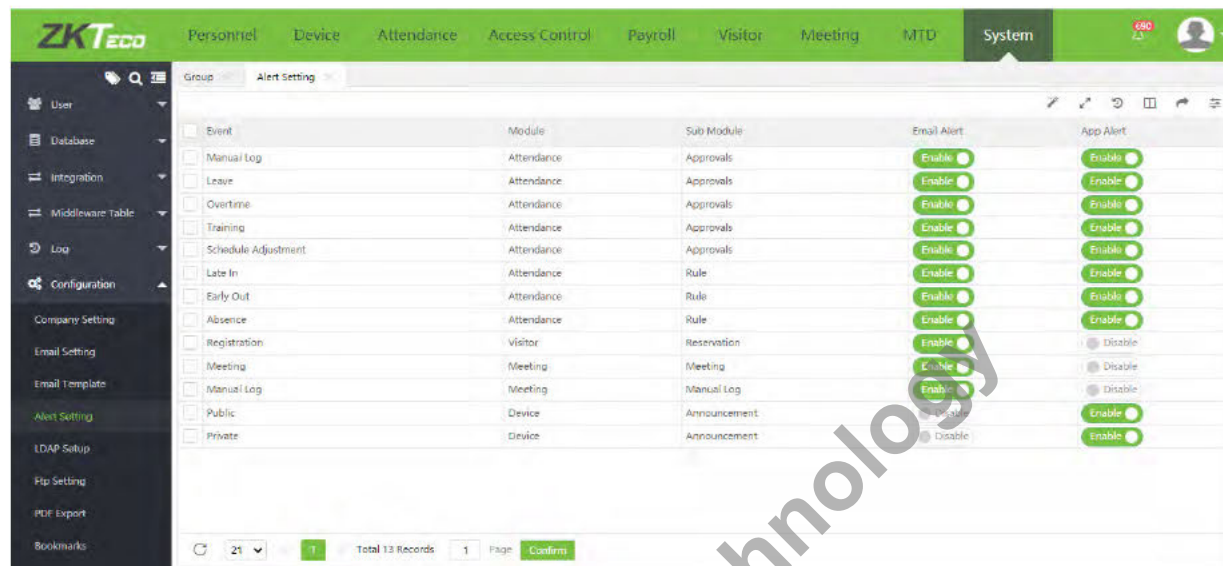 ZKTECO Personnel Device Attendance Access Control Payroll Visitor Meeting MTD System 690
Group Alert Setting
User
Database
Integration
Middleware Table
Log
Configuration
Company Setting
Email Setting
Email Template
Alert Setting
LDAP Setup
Ftp Setting
PDF Export
Bookmarks
Event Module Sub Module Email Alert App Alert
Manual Log Attendance Approvals Enable Enable
Leave Attendance Approvals Enable Enable
Overtime Attendance Approvals Enable Enable
Training Attendance Approvals Enable Enable
Schedule Adjustment Attendance Approvals Enable Enable
Late In Attendance Rule Enable Enable
Early Out Attendance Rule Enable Enable
Absence Attendance Rule Enable Enable
Registration Visitor Reservation Enable Disable
Meeting Meeting Meeting Enable Disable
Manual Log Meeting Manual Log Enable Disable
Public Device Announcement Disable Enable
Private Device Announcement Disable Enable
21 1 Total 13 Records 1 Page Confirm